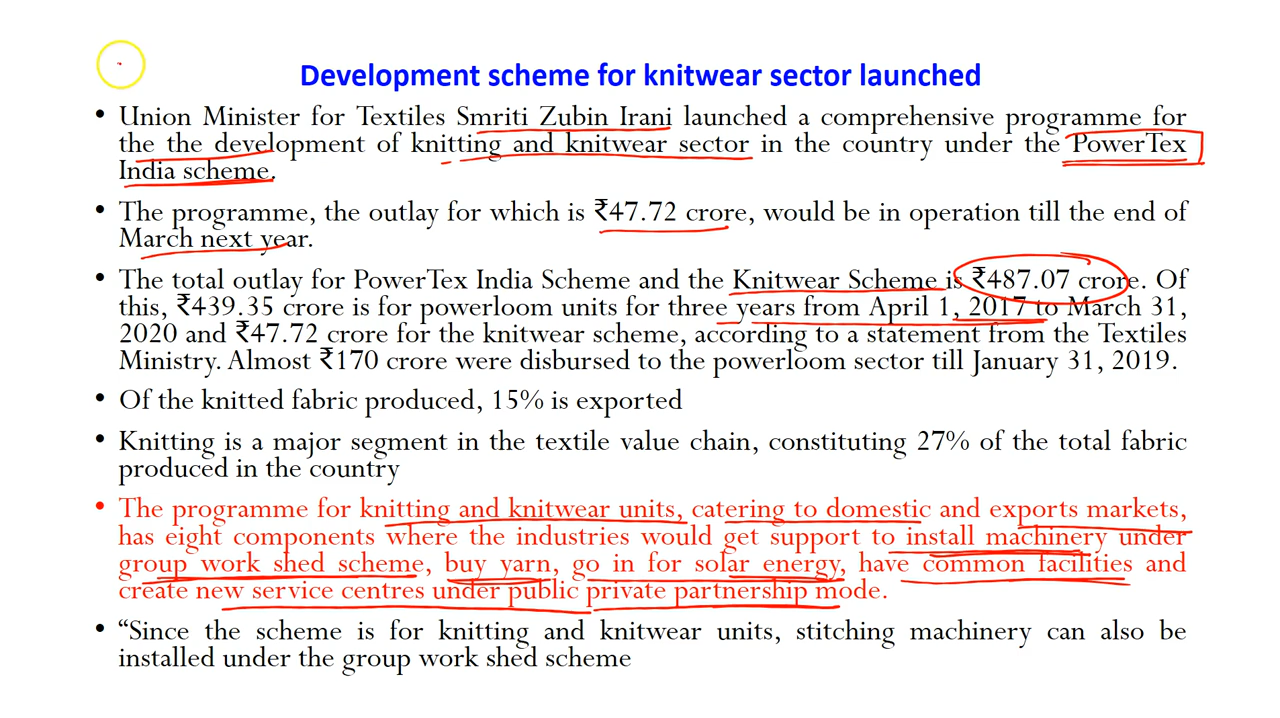 Development scheme for knitwear sector launched
• Union Minister for Textiles Smriti Zubin Irani launched a comprehensive programme for
the the development of knitting and knitwear sector in the country under the PowerTex
India scheme.
• The programme, the outlay for which is ₹47.72 crore, would be in operation till the end of
March next year.
• The total outlay for PowerTex India Scheme and the Knitwear Scheme is ₹487.07 crore. Of
this, ₹439.35 crore is for powerloom units for three years from April 1, 2017 to March 31,
2020 and ₹47.72 crore for the knitwear scheme, according to a statement from the Textiles
Ministry. Almost ₹170 crore were disbursed to the powerloom sector till January 31, 2019.
• Of the knitted fabric produced, 15% is exported
• Knitting is a major segment in the textile value chain, constituting 27% of the total fabric
produced in the country
• The programme for knitting and knitwear units, catering to domestic and exports markets,
has eight components where the industries would get support to install machinery under
group work shed scheme, buy yarn, go in for solar energy, have common facilities and
create new service centres under public private partnership mode.
• “Since the scheme is for knitting and knitwear units, stitching machinery can also be
installed under the group work shed scheme